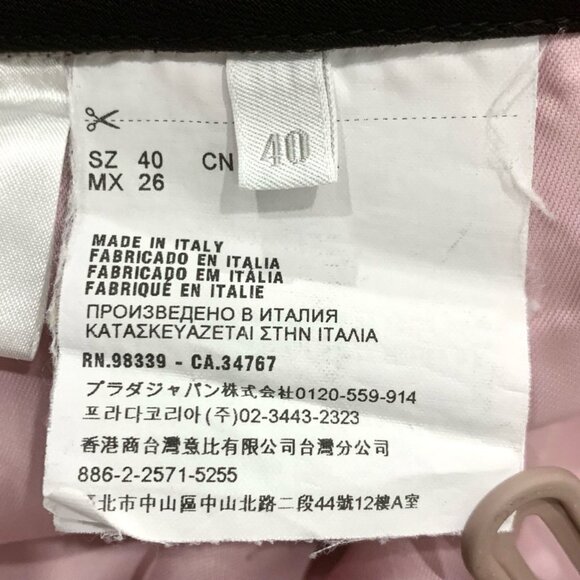 40
SZ 40 CN
MX 26
MADE IN ITALY
FABRICADO EN ITALIA
FABRICADO EM ITÁLIA
FABRIQUÉ EN ITALIE
ПРОИЗВЕДЕНО В ИТАЛИЯ
ΚΑΤΑΣΚΕΥΑΖΕΤΑΙ ΣΤΗΝ ΙΤΑΛΙΑ
RN.98339 - CA.34767
プラダジャパン株式会社0120-559-914
프라다코리아 (주)02-3443-2323
香港商台灣意比有限公司台灣分公司
886-2-2571-5255
北市中山區中山北路二段44號12樓A室